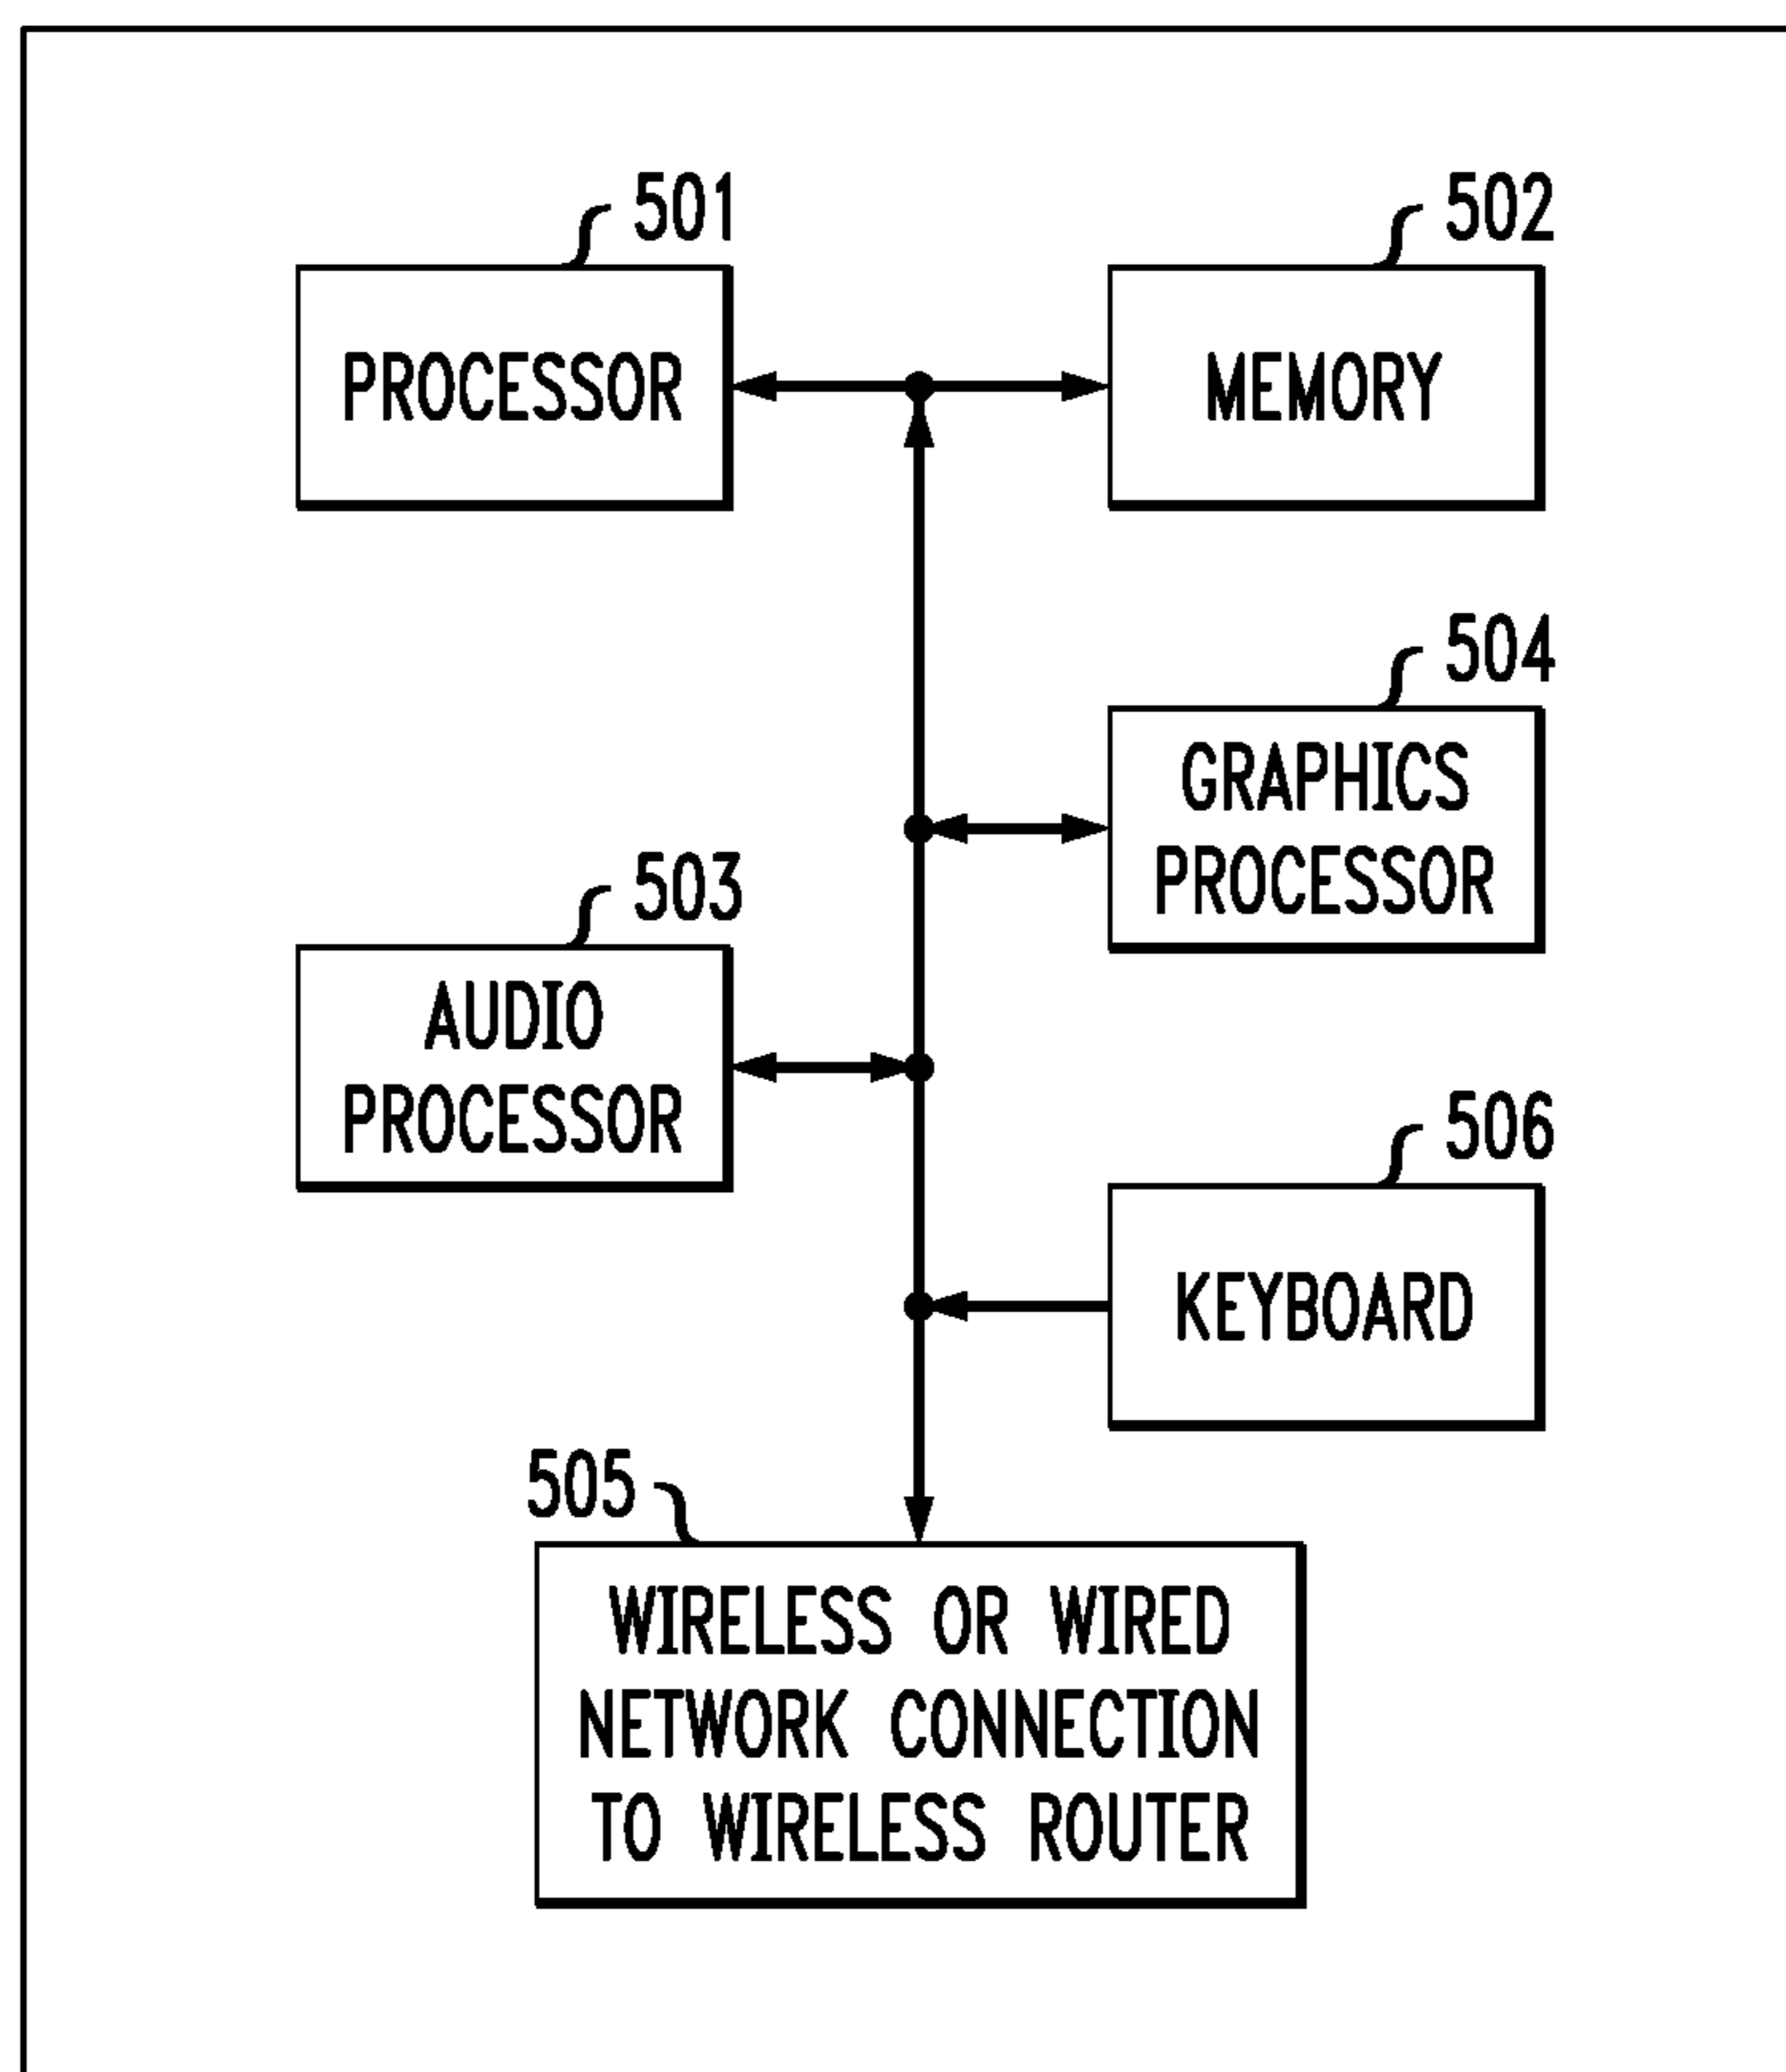 501
502
PROCESSOR
MEMORY
504
GRAPHICS
PROCESSOR
503
AUDIO
PROCESSOR
506
KEYBOARD
505
WIRELESS OR WIRED
NETWORK CONNECTION
TO WIRELESS ROUTER